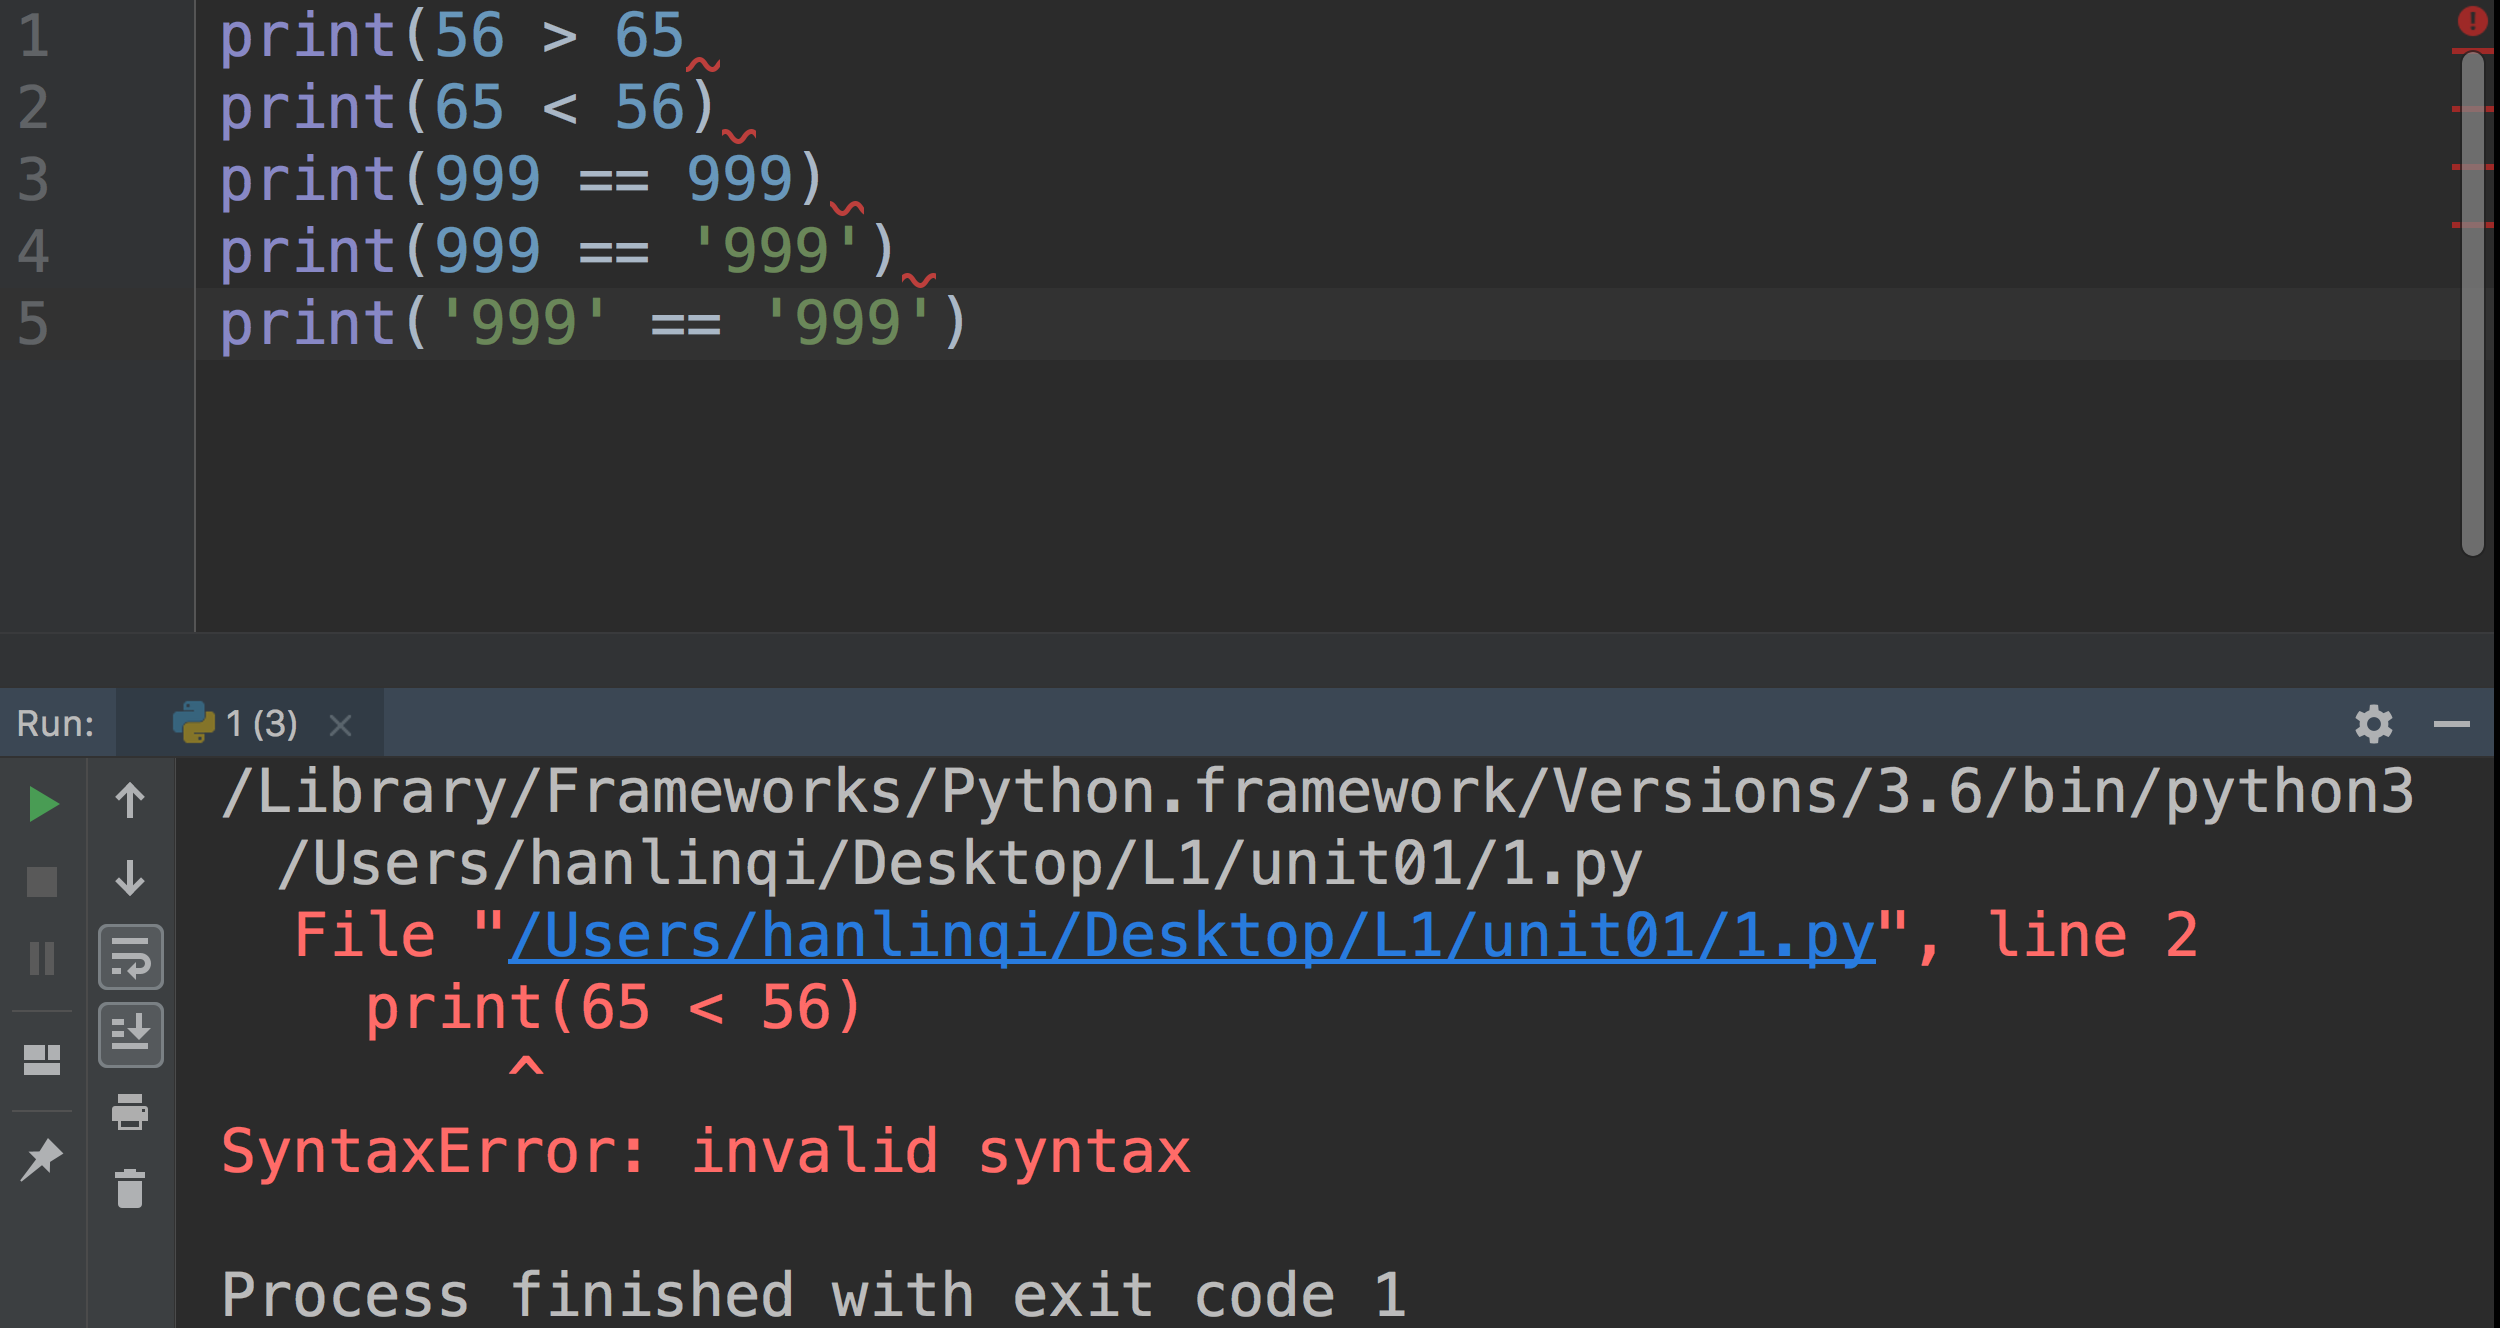 1 print(56 > 65
2 print(65 < 56)
3 print(999 == 999)
4 print(999 == '999')
5 print('999' == '999')
Run: 1 (3)
/Library/Frameworks/Python.framework/Versions/3.6/bin/python3
/Users/hanlinqi/Desktop/L1/unit01/1.py
File "/Users/hanlinqi/Desktop/L1/unit01/1.py", line 2
print(65 < 56)
^
SyntaxError: invalid syntax
Process finished with exit code 1